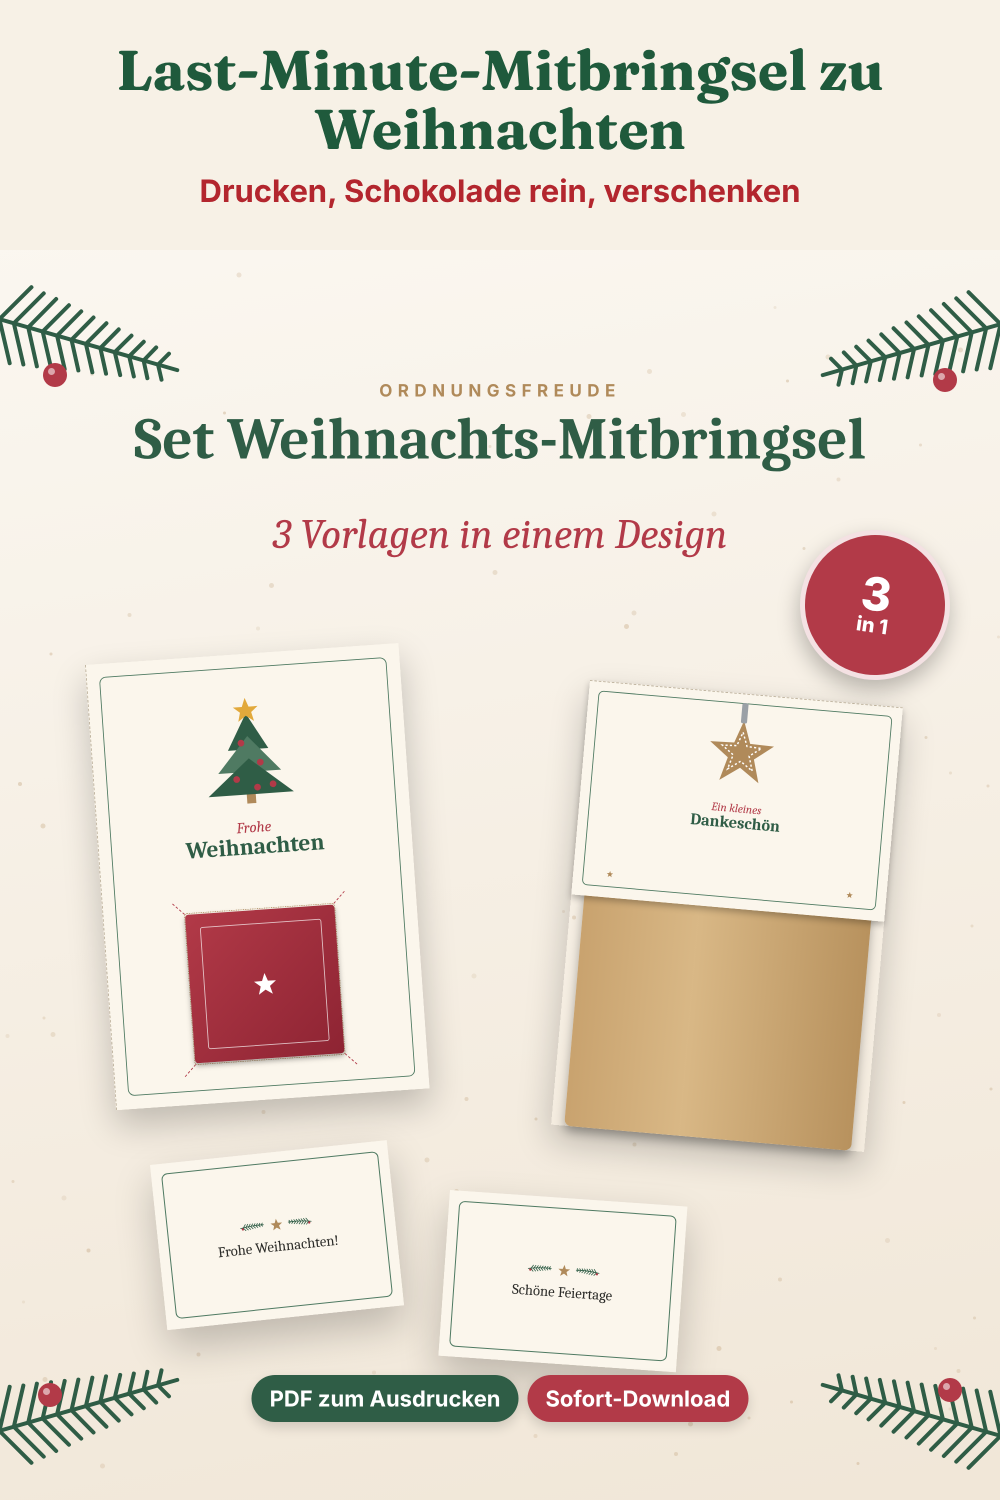 Last-Minute-Mitbringsel zu
Weihnachten
Drucken, Schokolade rein, verschenken
ORDNUNGSFREUDE
Set Weihnachts-Mitbringsel
3 Vorlagen in einem Design
3
in 1
Frohe
Weihnachten
Ein kleines
Dankeschön
Frohe Weihnachten!
Schöne Feiertage
PDF zum Ausdrucken
Sofort-Download